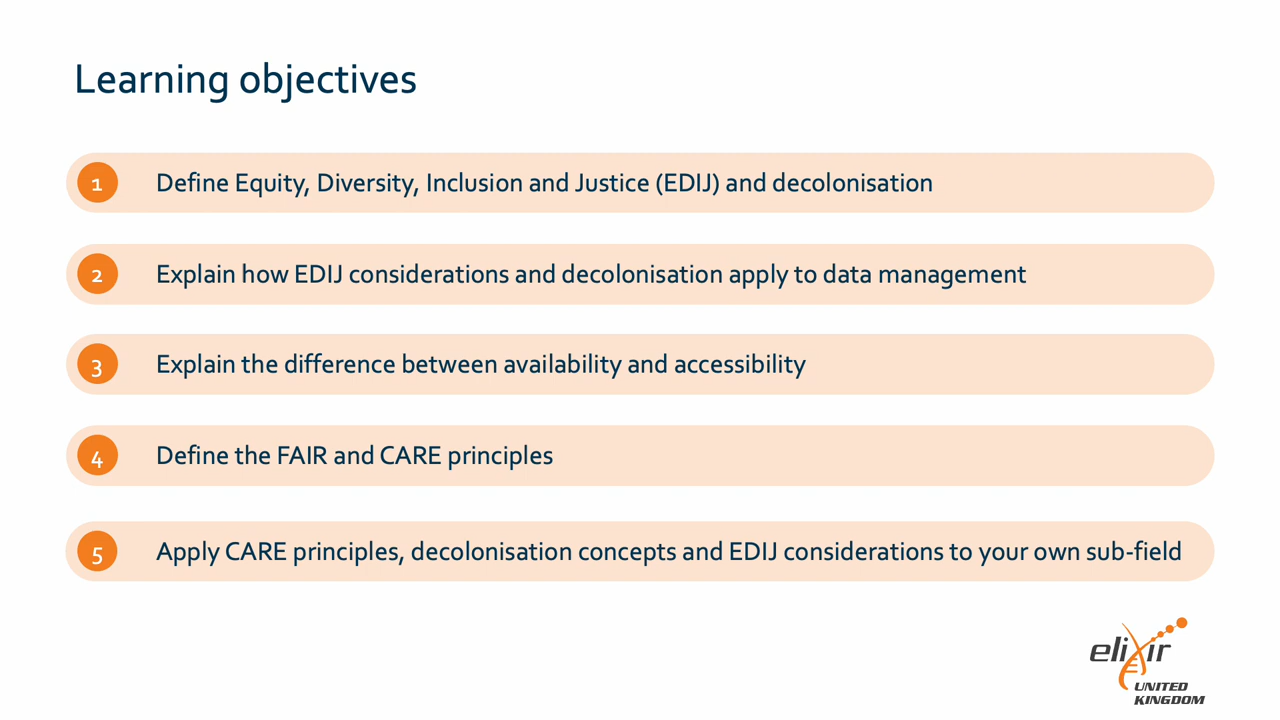 Learning objectives
1 Define Equity, Diversity, Inclusion and Justice (EDIJ) and decolonisation
2 Explain how EDIJ considerations and decolonisation apply to data management
3 Explain the difference between availability and accessibility
4 Define the FAIR and CARE principles
5 Apply CARE principles, decolonisation concepts and EDIJ considerations to your own sub-field
elixir
UNITED
KINGDOM